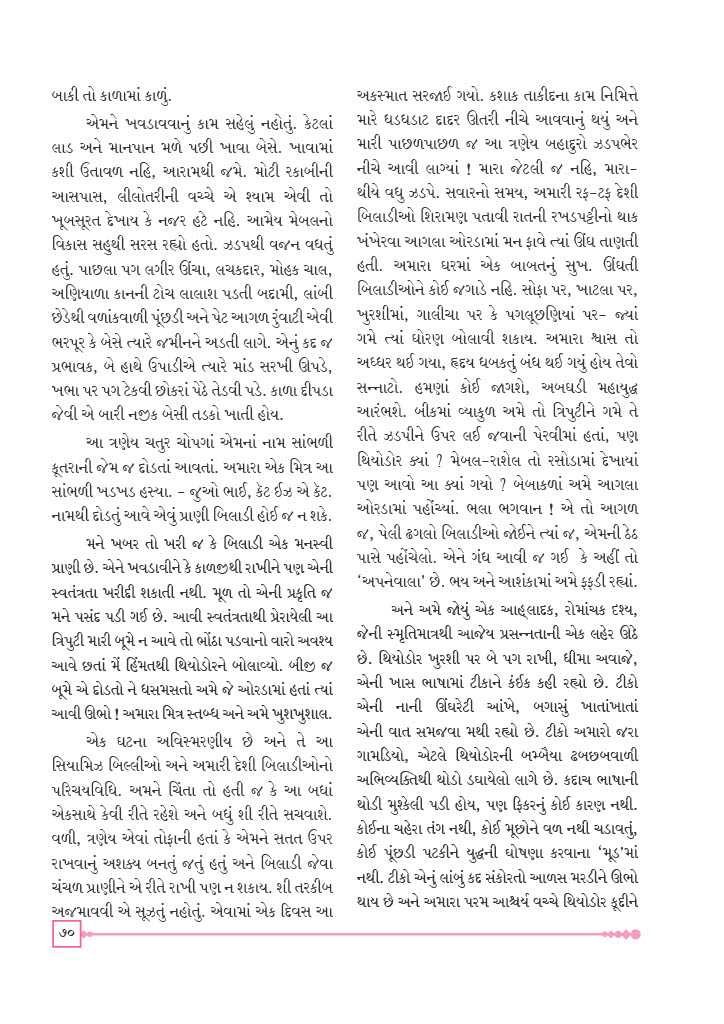 બાકી તો કાળામાં કાળું.
એમને ખવડાવવાનું કામ સહેલું નહોતું. કેટલાં
લાડ અને માનપાન મળે પછી ખાવા બેસે. ખાવામાં
કશી ઉતાવળ નહિ, આરામથી જમે. મોટી રકાબીની
આસપાસ, લીલોતરીની વચ્ચે એ શ્યામ એવી તો
ખૂબસૂરત દેખાય કે નજર હટે નહિ. આમેય મેબલનો
વિકાસ સહુથી સરસ રહ્યો હતો. ઝડપથી વજન વધતું
હતું. પાછલા પગ લગીર ઊંચા, લચકદાર, મોહક ચાલ,
અણિયાળા કાનની ટોચ લાલાશ પડતી બદામી, લાંબી
છેડેથી વળાંકવાળી પૂંછડી અને પેટ આગળ રુંવાટી એવી
ભરપૂર કે બેસે ત્યારે જમીનને અડતી લાગે. એનું કદ જ
પ્રભાવક, બે હાથે ઉપાડીએ ત્યારે માંડ સરખી ઊપડે,
ખભા પર પગ ટેકવી છોકરાં પેઠે તેડવી પડે. કાળા દીપડા
જેવી એ બારી નજીક બેસી તડકો ખાતી હોય.
આ ત્રણેય ચતુર ચોપગાં એમનાં નામ સાંભળી
કૂતરાની જેમ જ દોડતાં આવતાં. અમારા એક મિત્ર આ
સાંભળી ખડખડ હસ્યા. - જુઓ ભાઈ, કૅટ ઈઝ એ કૅટ.
નામથી દોડતું આવે એવું પ્રાણી બિલાડી હોઈ જ ન શકે.
મને ખબર તો ખરી જ કે બિલાડી એક મનસ્વી
પ્રાણી છે. એને ખવડાવીને કે કાળજીથી રાખીને પણ એની
સ્વતંત્રતા ખરીદી શકાતી નથી. મૂળ તો એની પ્રકૃતિ જ
મને પસંદ પડી ગઈ છે. આવી સ્વતંત્રતાથી પ્રેરાયેલી આ
ત્રિપુટી મારી બૂમે ન આવે તો ભોંઠા પડવાનો વારો અવશ્ય
આવે છતાં મેં હિંમતથી થિયોડોરને બોલાવ્યો. બીજી જ
બૂમે એ દોડતો ને ધસમસતો અમે જે ઓરડામાં હતાં ત્યાં
આવી ઊભો ! અમારા મિત્ર સ્તબ્ધ અને અમે ખુશખુશાલ.
એક ઘટના અવિસ્મરણીય છે અને તે આ
સિયામિઝ બિલ્લીઓ અને અમારી દેશી બિલાડીઓનો
પરિચયવિધિ. અમને ચિંતા તો હતી જ કે આ બધાં
એકસાથે કેવી રીતે રહેશે અને બધું શી રીતે સચવાશે.
વળી, ત્રણેય એવાં તોફાની હતાં કે એમને સતત ઉપર
રાખવાનું અશક્ય બનતું જતું હતું અને બિલાડી જેવા
ચંચળ પ્રાણીને એ રીતે રાખી પણ ન શકાય. શી તરકીબ
અજમાવવી એ સૂઝતું નહોતું. એવામાં એક દિવસ આ
અકસ્માત સરજાઈ ગયો. કશાક તાકીદના કામ નિમિત્તે
મારે ધડધડાટ દાદર ઊતરી નીચે આવવાનું થયું અને
મારી પાછળપાછળ જ આ ત્રણેય બહાદુરો ઝડપભેર
નીચે આવી લાગ્યાં ! મારા જેટલી જ નહિ, મારા-
થીયે વધુ ઝડપે. સવારનો સમય, અમારી રફ-ટફ દેશી
બિલાડીઓ શિરામણ પતાવી રાતની રખડપટ્ટીનો થાક
ખંખેરવા આગલા ઓરડામાં મન ફાવે ત્યાં ઊંઘ તાણતી
હતી. અમારા ઘરમાં એક બાબતનું સુખ. ઊંઘતી
બિલાડીઓને કોઈ જગાડે નહિ. સોફા પર, ખાટલા પર,
ખુરશીમાં, ગાલીચા પર કે પગલૂછણિયાં પર- જ્યાં
ગમે ત્યાં ઘોરણ બોલાવી શકાય. અમારા શ્વાસ તો
અધ્ધર થઈ ગયા, હૃદય ધબકતું બંધ થઈ ગયું હોય તેવો
સન્નાટો. હમણાં કોઈ જાગશે, અબઘડી મહાયુદ્ધ
આરંભશે. બીકમાં વ્યાકુળ અમે તો ત્રિપુટીને ગમે તે
રીતે ઝડપીને ઉપર લઈ જવાની પેરવીમાં હતાં, પણ
થિયોડોર ક્યાં ? મેબલ-રાશેલ તો રસોડામાં દેખાયાં
પણ આવો આ ક્યાં ગયો ? બેબાકળાં અમે આગલા
ઓરડામાં પહોંચ્યાં. ભલા ભગવાન ! એ તો આગળ
જ, પેલી ઢગલો બિલાડીઓ જોઈને ત્યાં જ, એમની ઠેઠ
પાસે પહોંચેલો. એને ગંધ આવી જ ગઈ કે અહીં તો
‘અપનેવાલા’ છે. ભય અને આશંકામાં અમે ફફડી રહ્યાં.
અને અમે જોયું એક આહ્લાદક, રોમાંચક દૃશ્ય,
જેની સ્મૃતિમાત્રથી આજેય પ્રસન્નતાની એક લહેર ઊઠે
છે. થિયોડોર ખુરશી પર બે પગ રાખી, ધીમા અવાજે,
એની ખાસ ભાષામાં ટીકાને કંઈક કહી રહ્યો છે. ટીકો
એની નાની ઊંઘરેટી આંખે, બગાસું ખાતાંખાતાં
એની વાત સમજવા મથી રહ્યો છે. ટીકો અમારો જરા
ગામડિયો, એટલે થિયોડોરની બમ્બૈયા ઢબછબવાળી
અભિવ્યક્તિથી થોડો ડઘાયેલો લાગે છે. કદાચ ભાષાની
થોડી મુશ્કેલી પડી હોય, પણ ફિકરનું કોઈ કારણ નથી.
કોઈના ચહેરા તંગ નથી, કોઈ મૂછોને વળ નથી ચડાવતું,
કોઈ પૂંછડી પટકીને યુદ્ધની ઘોષણા કરવાના ‘મૂડ’માં
નથી. ટીકો એનું લાંબું કદ સંકોરતો આળસ મરડીને ઊભો
થાય છે અને અમારા પરમ આશ્ચર્ય વચ્ચે થિયોડોર કૂદીને
૭૦